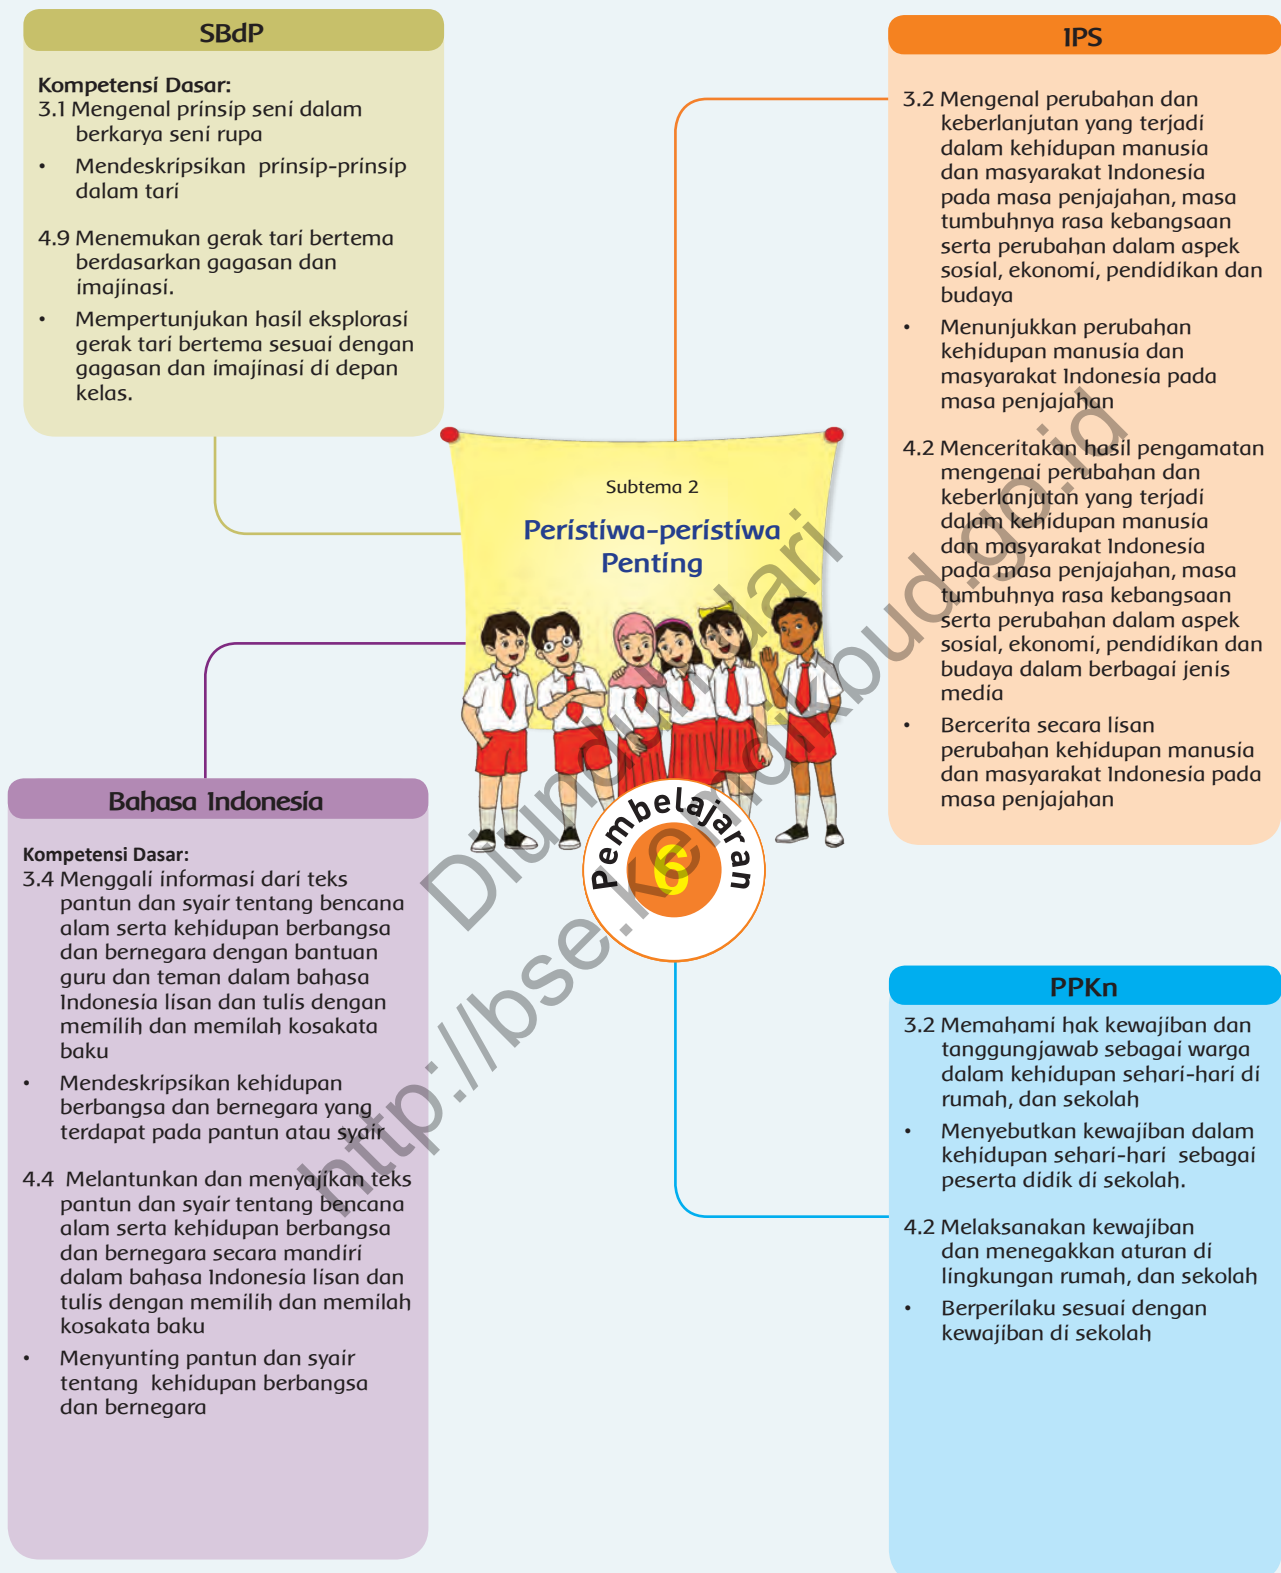 SBdP
Kompetensi Dasar:
3.1 Mengenal prinsip seni dalam
berkarya seni rupa
• Mendeskripsikan prinsip-prinsip
dalam tari
4.9 Menemukan gerak tari bertema
berdasarkan gagasan dan
imajinasi.
• Mempertunjukan hasil eksplorasi
gerak tari bertema sesuai dengan
gagasan dan imajinasi di depan
kelas.
IPS
3.2 Mengenal perubahan dan
keberlanjutan yang terjadi
dalam kehidupan manusia
dan masyarakat Indonesia
pada masa penjajahan, masa
tumbuhnya rasa kebangsaan
serta perubahan dalam aspek
sosial, ekonomi, pendidikan dan
budaya
• Menunjukkan perubahan
kehidupan manusia dan
masyarakat Indonesia pada
masa penjajahan
4.2 Menceritakan hasil pengamatan
mengenai perubahan dan
keberlanjutan yang terjadi
dalam kehidupan manusia
dan masyarakat Indonesia
pada masa penjajahan, masa
tumbuhnya rasa kebangsaan
serta perubahan dalam aspek
sosial, ekonomi, pendidikan dan
budaya dalam berbagai jenis
media
• Bercerita secara lisan
perubahan kehidupan manusia
dan masyarakat Indonesia pada
masa penjajahan
Subtema 2
Peristiwa-peristiwa
Penting
Pembelajaran
6
Bahasa Indonesia
Kompetensi Dasar:
3.4 Menggali informasi dari teks
pantun dan syair tentang bencana
alam serta kehidupan berbangsa
dan bernegara dengan bantuan
guru dan teman dalam bahasa
Indonesia lisan dan tulis dengan
memilih dan memilah kosakata
baku
• Mendeskripsikan kehidupan
berbangsa dan bernegara yang
terdapat pada pantun atau syair
4.4 Melantunkan dan menyajikan teks
pantun dan syair tentang bencana
alam serta kehidupan berbangsa
dan bernegara secara mandiri
dalam bahasa Indonesia lisan dan
tulis dengan memilih dan memilah
kosakata baku
• Menyunting pantun dan syair
tentang kehidupan berbangsa
dan bernegara
PPKn
3.2 Memahami hak kewajiban dan
tanggungjawab sebagai warga
dalam kehidupan sehari-hari di
rumah, dan sekolah
• Menyebutkan kewajiban dalam
kehidupan sehari-hari sebagai
peserta didik di sekolah.
4.2 Melaksanakan kewajiban
dan menegakkan aturan di
lingkungan rumah, dan sekolah
• Berperilaku sesuai dengan
kewajiban di sekolah
Diunduh dari
http://bse.kemdikbud.go.id